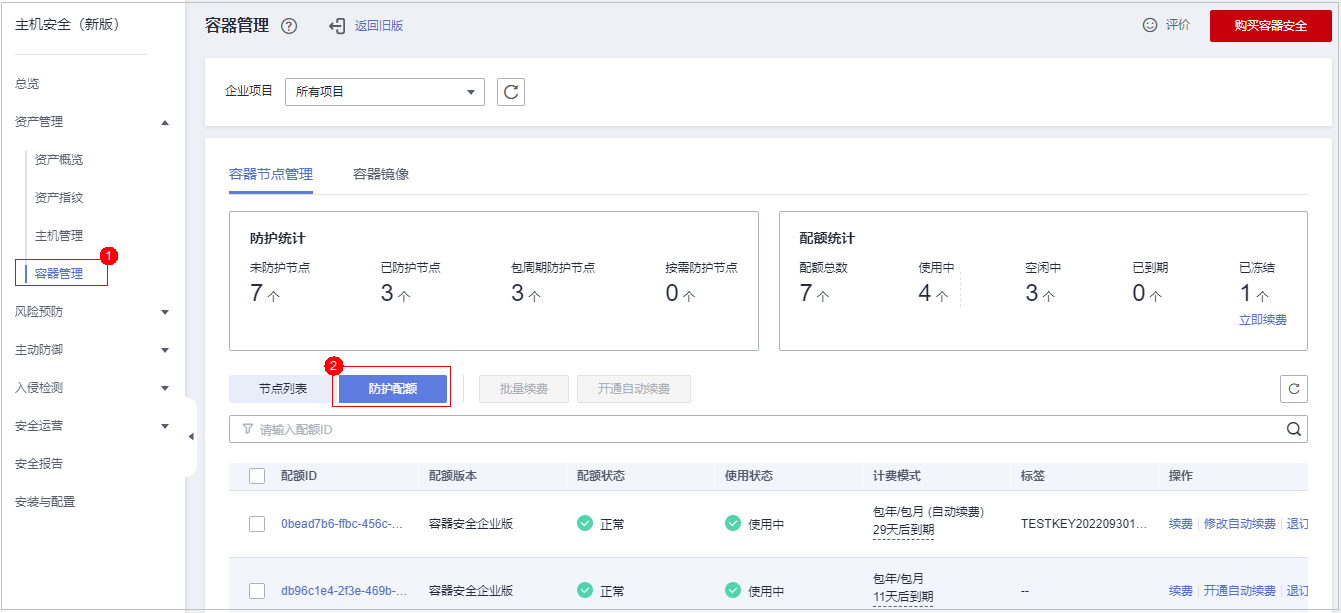 主机安全（新版）
容器管理
返回旧版
评价
购买容器安全
总览
资产管理
资产概览
资产指纹
主机管理
容器管理
1
风险预防
主动防御
入侵检测
安全运营
安全报告
安装与配置
企业项目
所有项目
容器节点管理
容器镜像
防护统计
未防护节点
已防护节点
包周期防护节点
按需防护节点
7 个
3 个
3 个
0 个
配额统计
配额总数
使用中
空闲中
已到期
已冻结
7 个
4 个
3 个
0 个
1 个
立即续费
节点列表
2
防护配额
批量续费
开通自动续费
请输入配额ID
配额ID
配额版本
配额状态
使用状态
计费模式
标签
操作
0bead7b6-ffbc-456c-...
容器安全企业版
正常
使用中
包年/包月 (自动续费)
29天后到期
TESTKEY202209301...
续费
修改自动续费
退订
db96c1e4-2f3e-469b-...
容器安全企业版
正常
使用中
包年/包月
11天后到期
--
续费
开通自动续费
退订